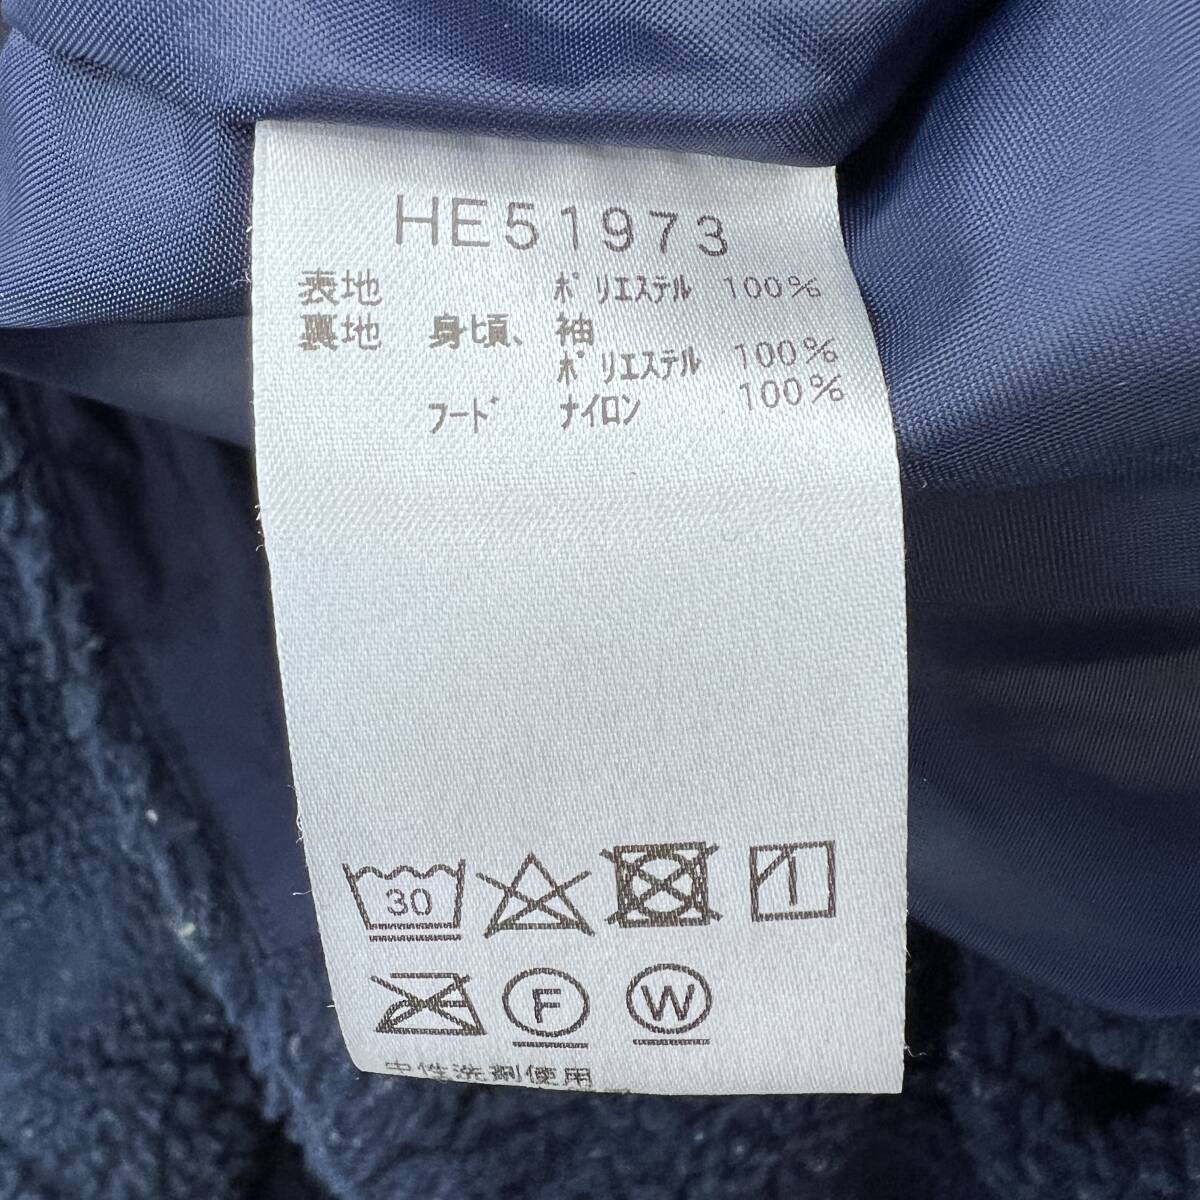 HE51973
表地 ポリエステル 100%
裏地 身頃、袖
ポリエステル 100%
フード ナイロン 100%
30
F
W
中性洗剤使用